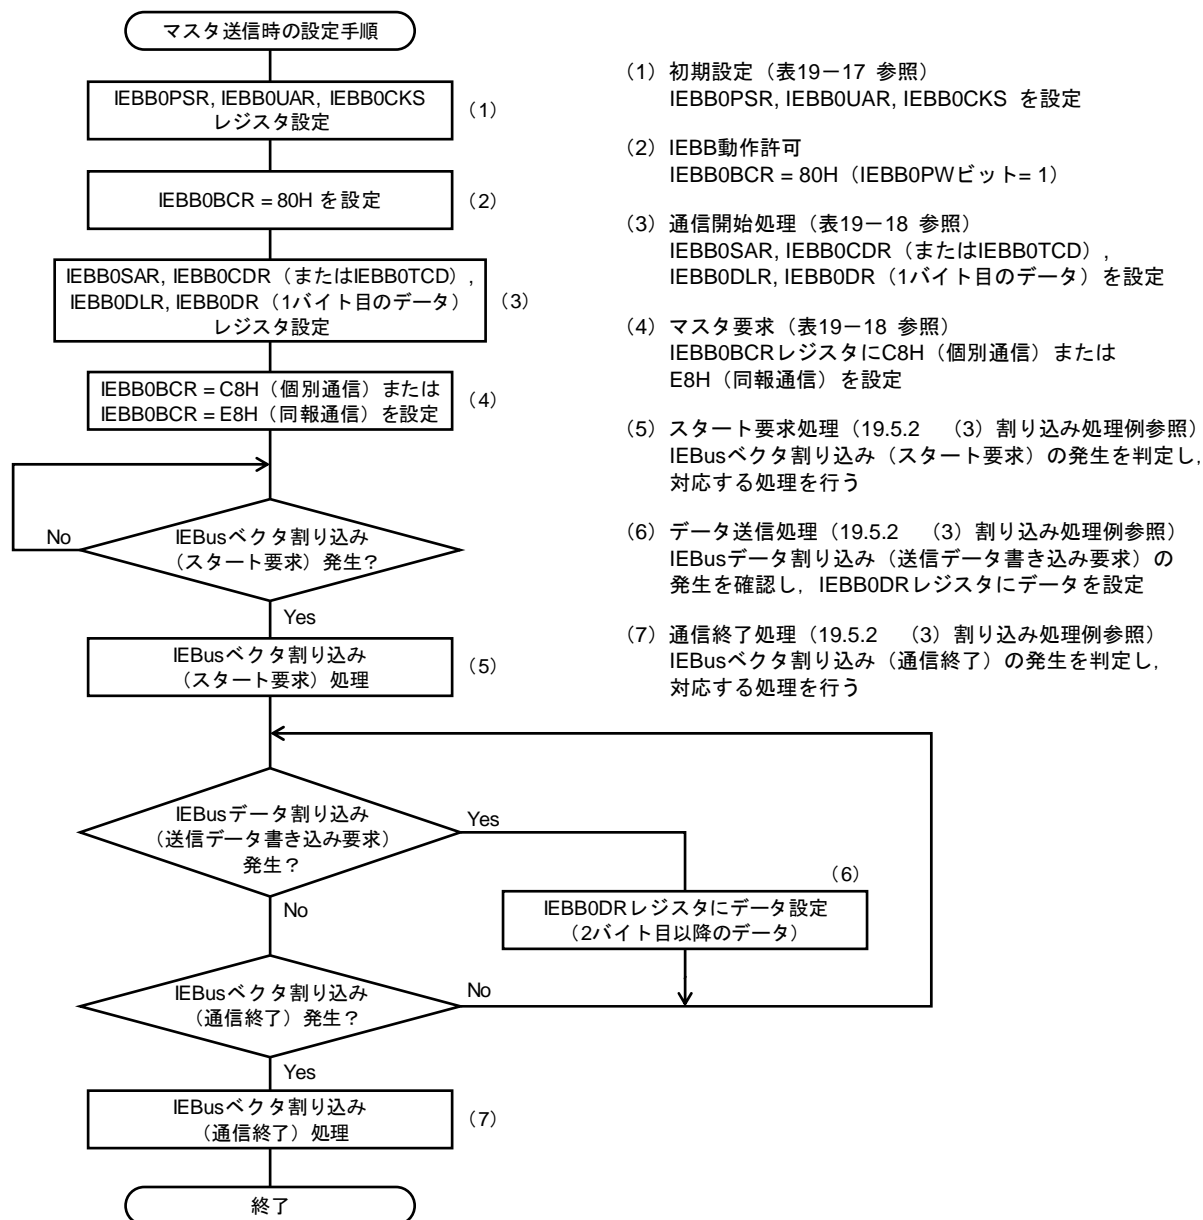 マスタ送信時の設定手順
IEBB0PSR, IEBB0UAR, IEBB0CKS
レジスタ設定
(1)
IEBB0BCR = 80H を設定
(2)
IEBB0SAR, IEBB0CDR（またはIEBB0TCD），
IEBB0DLR, IEBB0DR（1バイト目のデータ）
レジスタ設定
(3)
IEBB0BCR = C8H（個別通信）または
IEBB0BCR = E8H（同報通信）を設定
(4)
IEBusベクタ割り込み
（スタート要求）発生？
No
Yes
IEBusベクタ割り込み
（スタート要求）処理
(5)
IEBusデータ割り込み
（送信データ書き込み要求）
発生？
Yes
No
(6)
IEBB0DRレジスタにデータ設定
（2バイト目以降のデータ）
IEBusベクタ割り込み
（通信終了）発生？
No
Yes
IEBusベクタ割り込み
（通信終了）処理
(7)
終了
(1) 初期設定（表19－17 参照）
IEBB0PSR, IEBB0UAR, IEBB0CKS を設定
(2) IEBB動作許可
IEBB0BCR = 80H（IEBB0PWビット= 1）
(3) 通信開始処理（表19－18 参照）
IEBB0SAR, IEBB0CDR（またはIEBB0TCD），
IEBB0DLR, IEBB0DR（1バイト目のデータ）を設定
(4) マスタ要求（表19－18 参照）
IEBB0BCRレジスタにC8H（個別通信）または
E8H（同報通信）を設定
(5) スタート要求処理（19.5.2 （3）割り込み処理例参照）
IEBusベクタ割り込み（スタート要求）の発生を判定し，
対応する処理を行う
(6) データ送信処理（19.5.2 （3）割り込み処理例参照）
IEBusデータ割り込み（送信データ書き込み要求）の
発生を確認し，IEBB0DRレジスタにデータを設定
(7) 通信終了処理（19.5.2 （3）割り込み処理例参照）
IEBusベクタ割り込み（通信終了）の発生を判定し，
対応する処理を行う